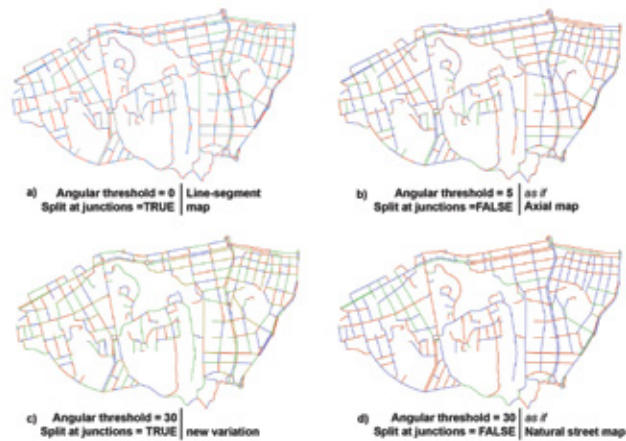 a) Angular threshold = 0 | Line-segment
Split at junctions =TRUE | map
b) Angular threshold = 5 | as if
Split at junctions =FALSE | Axial map
c) Angular threshold = 30
Split at junctions = TRUE | new variation
d) Angular threshold = 30 | as if
Split at junctions = FALSE | Natural street map